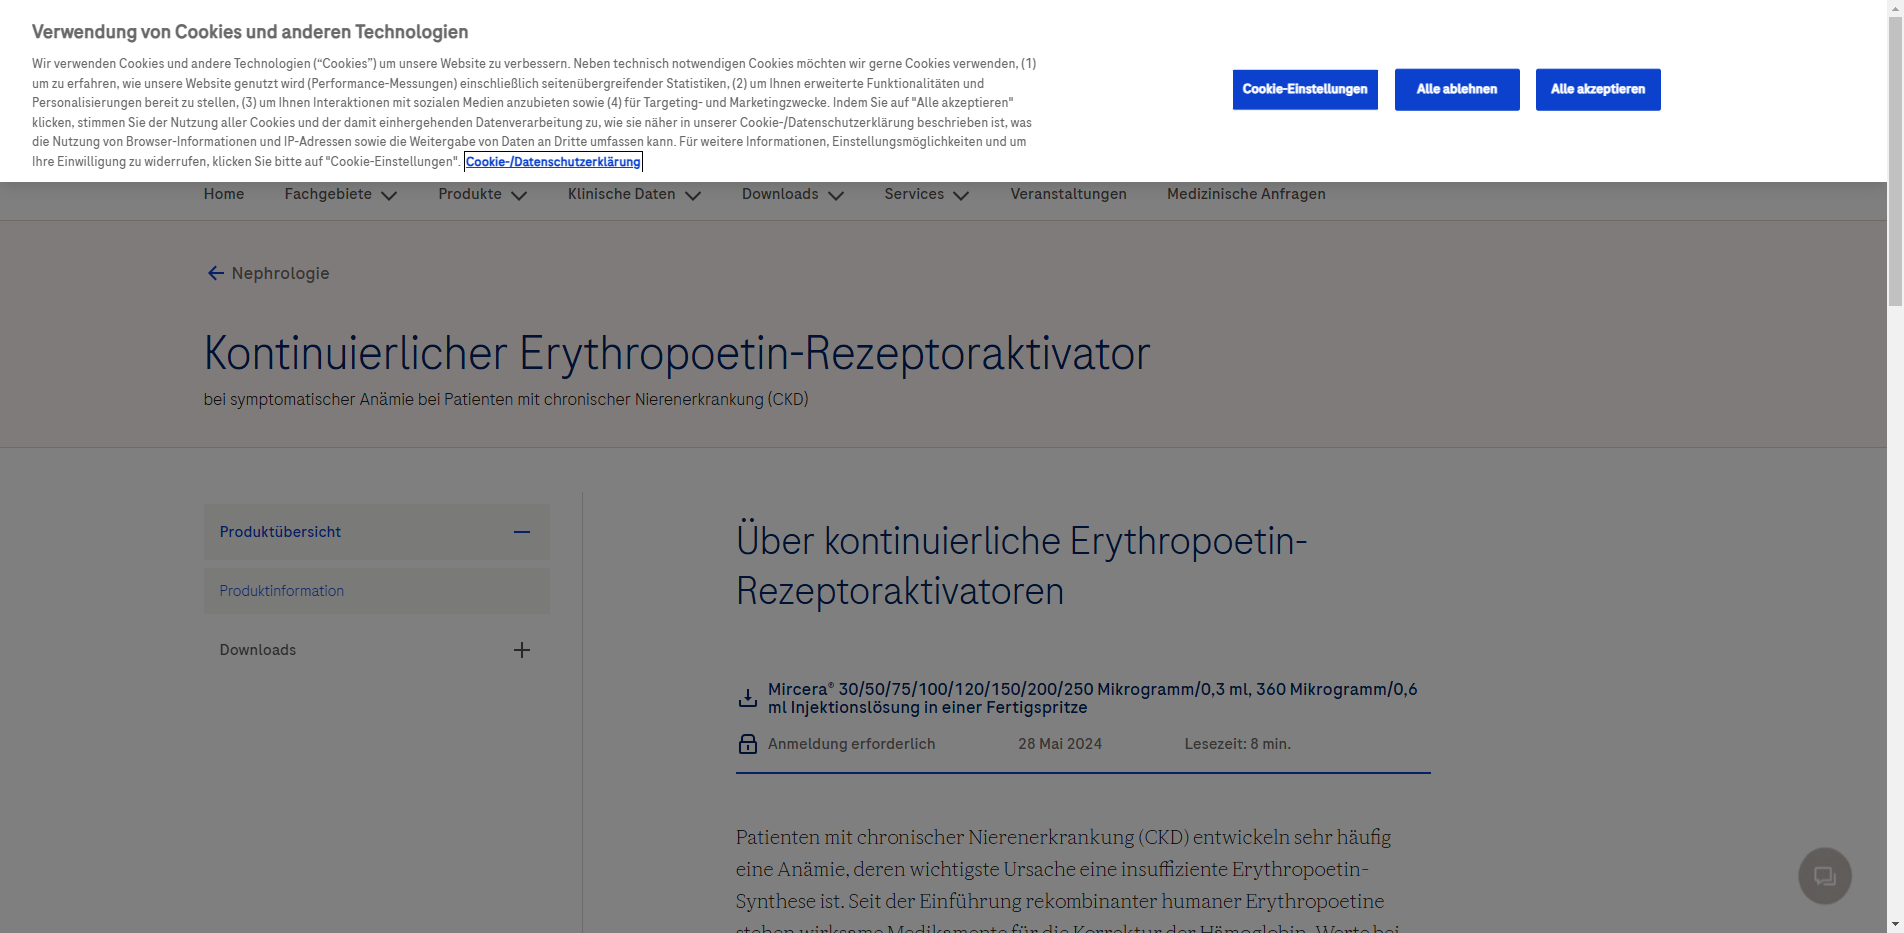 Verwendung von Cookies und anderen Technologien
Wir verwenden Cookies und andere Technologien (“Cookies”) um unsere Website zu verbessern. Neben technisch notwendigen Cookies möchten wir gerne Cookies verwenden, (1)
um zu erfahren, wie unsere Website genutzt wird (Performance-Messungen) einschließlich seitenübergreifender Statistiken, (2) um Ihnen erweiterte Funktionalitäten und
Personalisierungen bereit zu stellen, (3) um Ihnen Interaktionen mit sozialen Medien anzubieten sowie (4) für Targeting- und Marketingzwecke. Indem Sie auf "Alle akzeptieren"
klicken, stimmen Sie der Nutzung aller Cookies und der damit einhergehenden Datenverarbeitung zu, wie sie näher in unserer Cookie-/Datenschutzerklärung beschrieben ist, was
die Nutzung von Browser-Informationen und IP-Adressen sowie die Weitergabe von Daten an Dritte umfassen kann. Für weitere Informationen, Einstellungsmöglichkeiten und um
Ihre Einwilligung zu widerrufen, klicken Sie bitte auf "Cookie-Einstellungen". Cookie-/Datenschutzerklärung
Cookie-Einstellungen Alle ablehnen Alle akzeptieren
Home Fachgebiete Produkte Klinische Daten Downloads Services Veranstaltungen Medizinische Anfragen
Nephrologie
Kontinuierlicher Erythropoetin-Rezeptoraktivator
bei symptomatischer Anämie bei Patienten mit chronischer Nierenerkrankung (CKD)
Produktübersicht
Produktinformation
Downloads
Über kontinuierliche Erythropoetin-
Rezeptoraktivatoren
Mircera® 30/50/75/100/120/150/200/250 Mikrogramm/0,3 ml, 360 Mikrogramm/0,6
ml Injektionslösung in einer Fertigspritze
Anmeldung erforderlich 28 Mai 2024 Lesezeit: 8 min.
Patienten mit chronischer Nierenerkrankung (CKD) entwickeln sehr häufig
eine Anämie, deren wichtigste Ursache eine insuffiziente Erythropoetin-
Synthese ist. Seit der Einführung rekombinanter humaner Erythropoetine
stehen wirksame Medikamente für die Korrektur der Hämoglobin-Werte bei